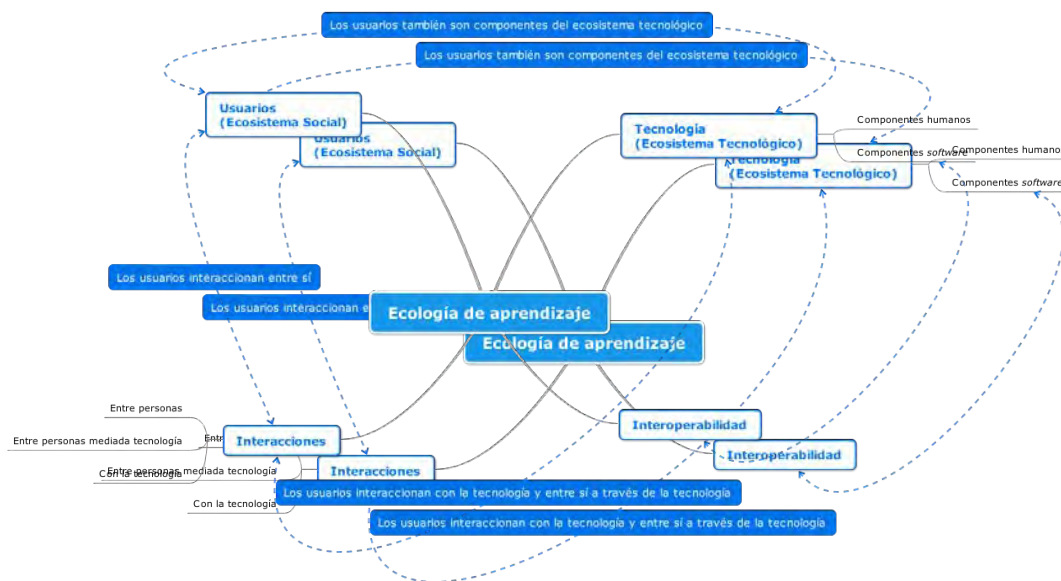 Los usuarios también son componentes del ecosistema tecnológico
Los usuarios también son componentes del ecosistema tecnológico
Usuarios
(Ecosistema Social)
Usuarios
(Ecosistema Social)
Tecnología
(Ecosistema Tecnológico)
Tecnología
(Ecosistema Tecnológico)
Componentes humanos
Componentes software
Componentes humanos
Componentes software
Los usuarios interaccionan entre sí
Los usuarios interaccionan e
Ecología de aprendizaje
Ecología de aprendizaje
Entre personas
Entre personas mediada tecnología
Con la tecnología
Entr
Interacciones
Entre personas mediada tecnología
Con la tecnología
Interacciones
Interoperabilidad
Interoperabilidad
Los usuarios interaccionan con la tecnología y entre sí a través de la tecnología
Los usuarios interaccionan con la tecnología y entre sí a través de la tecnología